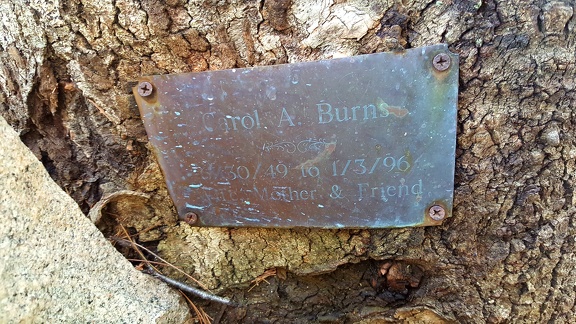 Carol A. Burns
/30/49 to 1/3/96
Mother & Friend